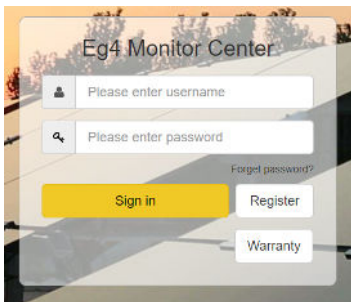 Eg4 Monitor Center
Please enter username
Please enter password
Forget password?
Sign in
Register
Warranty